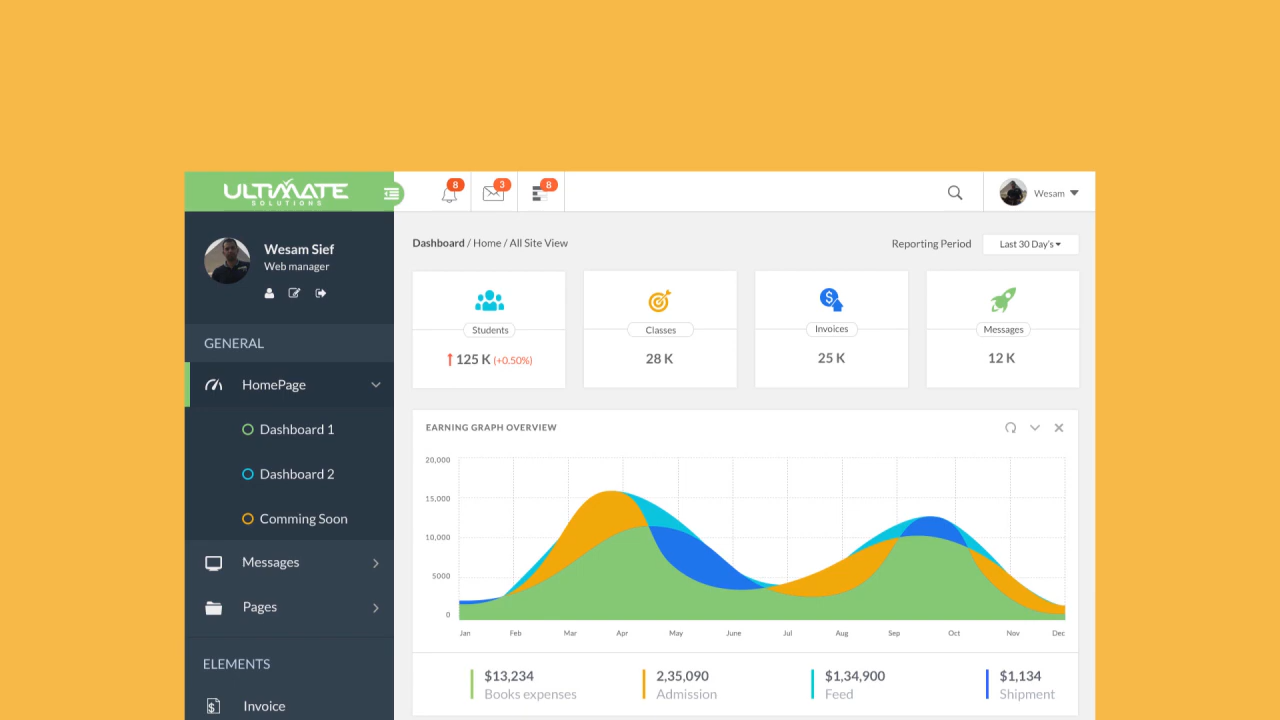 ULTIMATE
SOLUTIONS
8
3
8
Wesam
Wesam Sief
Web manager
GENERAL
HomePage
Dashboard 1
Dashboard 2
Comming Soon
Messages
Pages
ELEMENTS
Invoice
Dashboard / Home / All Site View
Reporting Period
Last 30 Day's
Students
125 K (+0.50%)
Classes
28 K
Invoices
25 K
Messages
12 K
EARNING GRAPH OVERVIEW
20,000
15,000
10,000
5000
0
Jan Feb Mar Apr May June Jul Aug Sep Oct Nov Dec
$13,234
Books expenses
2,35,090
Admission
$1,34,900
Feed
$1,134
Shipment